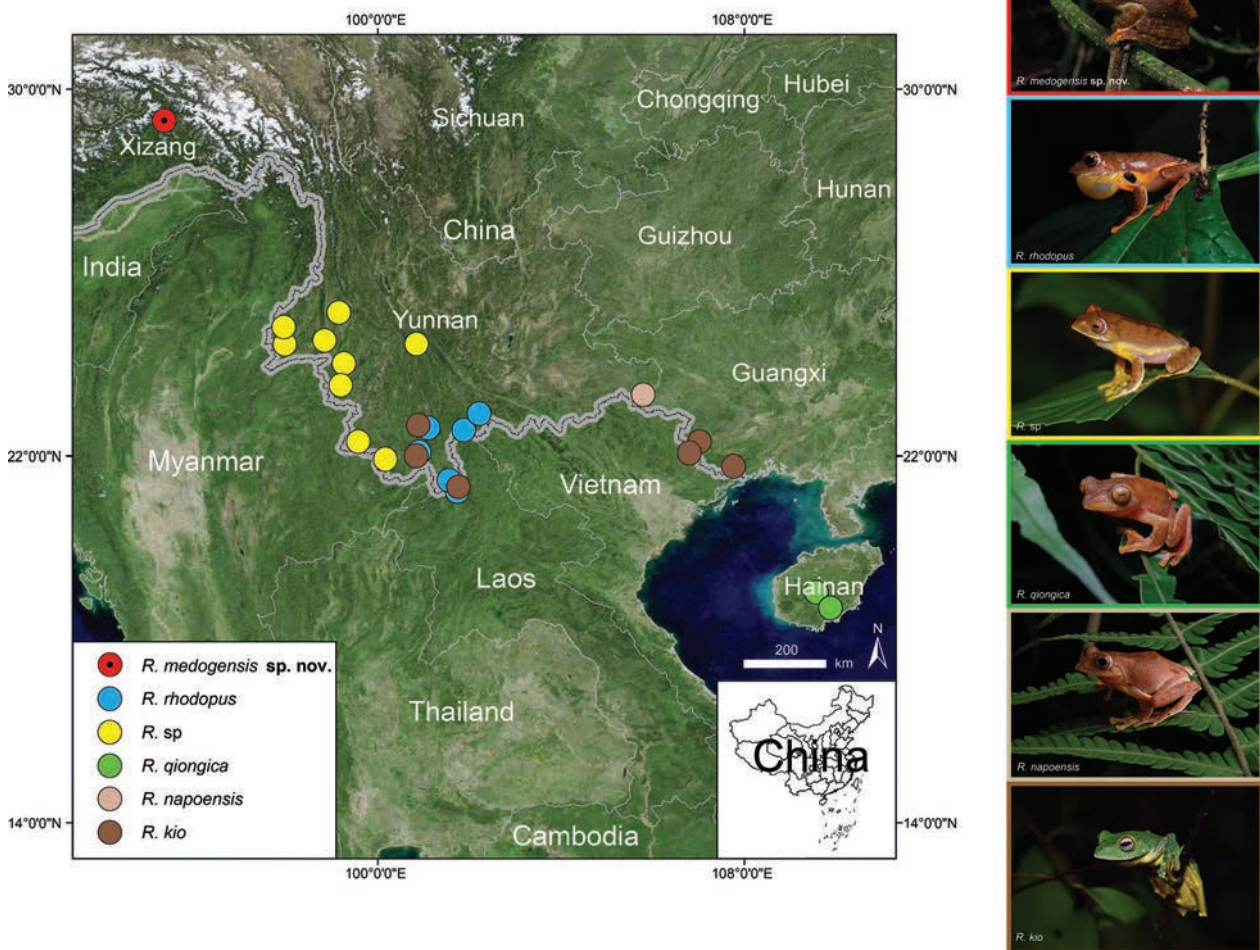 100°0'0"E 108°0'0"E
30°0'0"N 30°0'0"N
22°0'0"N 22°0'0"N
14°0'0"N 14°0'0"N
100°0'0"E 108°0'0"E
Hubei
Chongqing
Sichuan
Xizang
Hunan
China
Guizhou
India
Yunnan
Guangxi
Myanmar
Vietnam
Laos
Hainan
N
200
km
Thailand
Cambodia
R. medogensis sp. nov.
R. rhodopus
R. sp
R. qiongica
R. napoensis
R. kio
China
R. medogensis sp. nov.
R. rhodopus
R. sp
R. qiongica
R. napoensis
R. kio